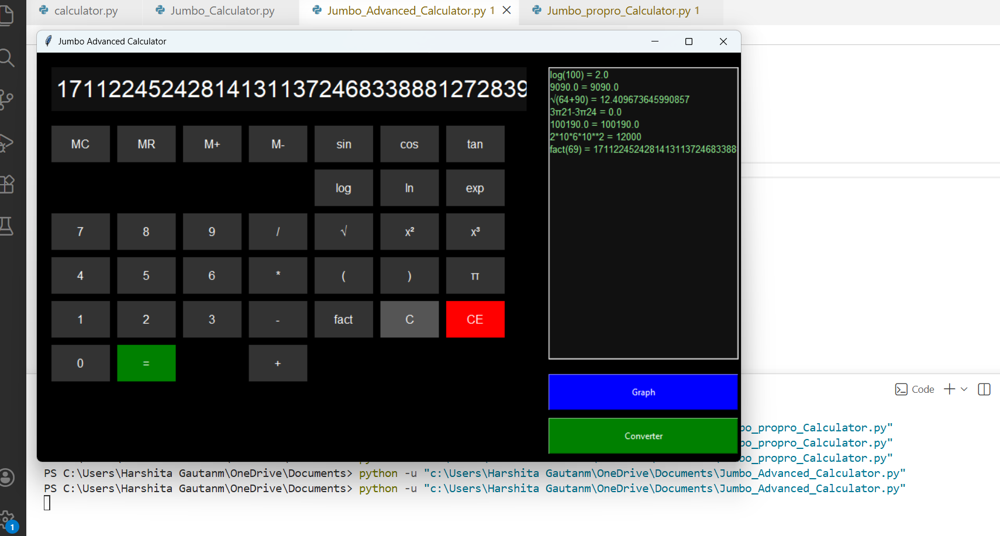 calculator.py Jumbo_Calculator.py Jumbo_Advanced_Calculator.py 1 Jumbo_propro_Calculator.py 1
Jumbo Advanced Calculator
171122452428141311372468338881272839
log(100) = 2.0
9090.0 = 9090.0
√(64+90) = 12.409673645990857
3π21-3π24 = 0.0
100190.0 = 100190.0
2*10*6*10**2 = 12000
fact(69) = 1711224524281413113724683388
MC MR M+ M- sin cos tan
log ln exp
7 8 9 / √ x² x³
4 5 6 * ( ) π
1 2 3 - fact C CE
0 = +
Graph
Converter
Code
bo_propro_Calculator.py"
bo_propro_Calculator.py"
bo_propro_Calculator.py"
PS C:\Users\Harshita Gautanm\OneDrive\Documents> python -u "c:\Users\Harshita Gautanm\OneDrive\Documents\Jumbo_Advanced_Calculator.py"
PS C:\Users\Harshita Gautanm\OneDrive\Documents> python -u "c:\Users\Harshita Gautanm\OneDrive\Documents\Jumbo_Advanced_Calculator.py"
1